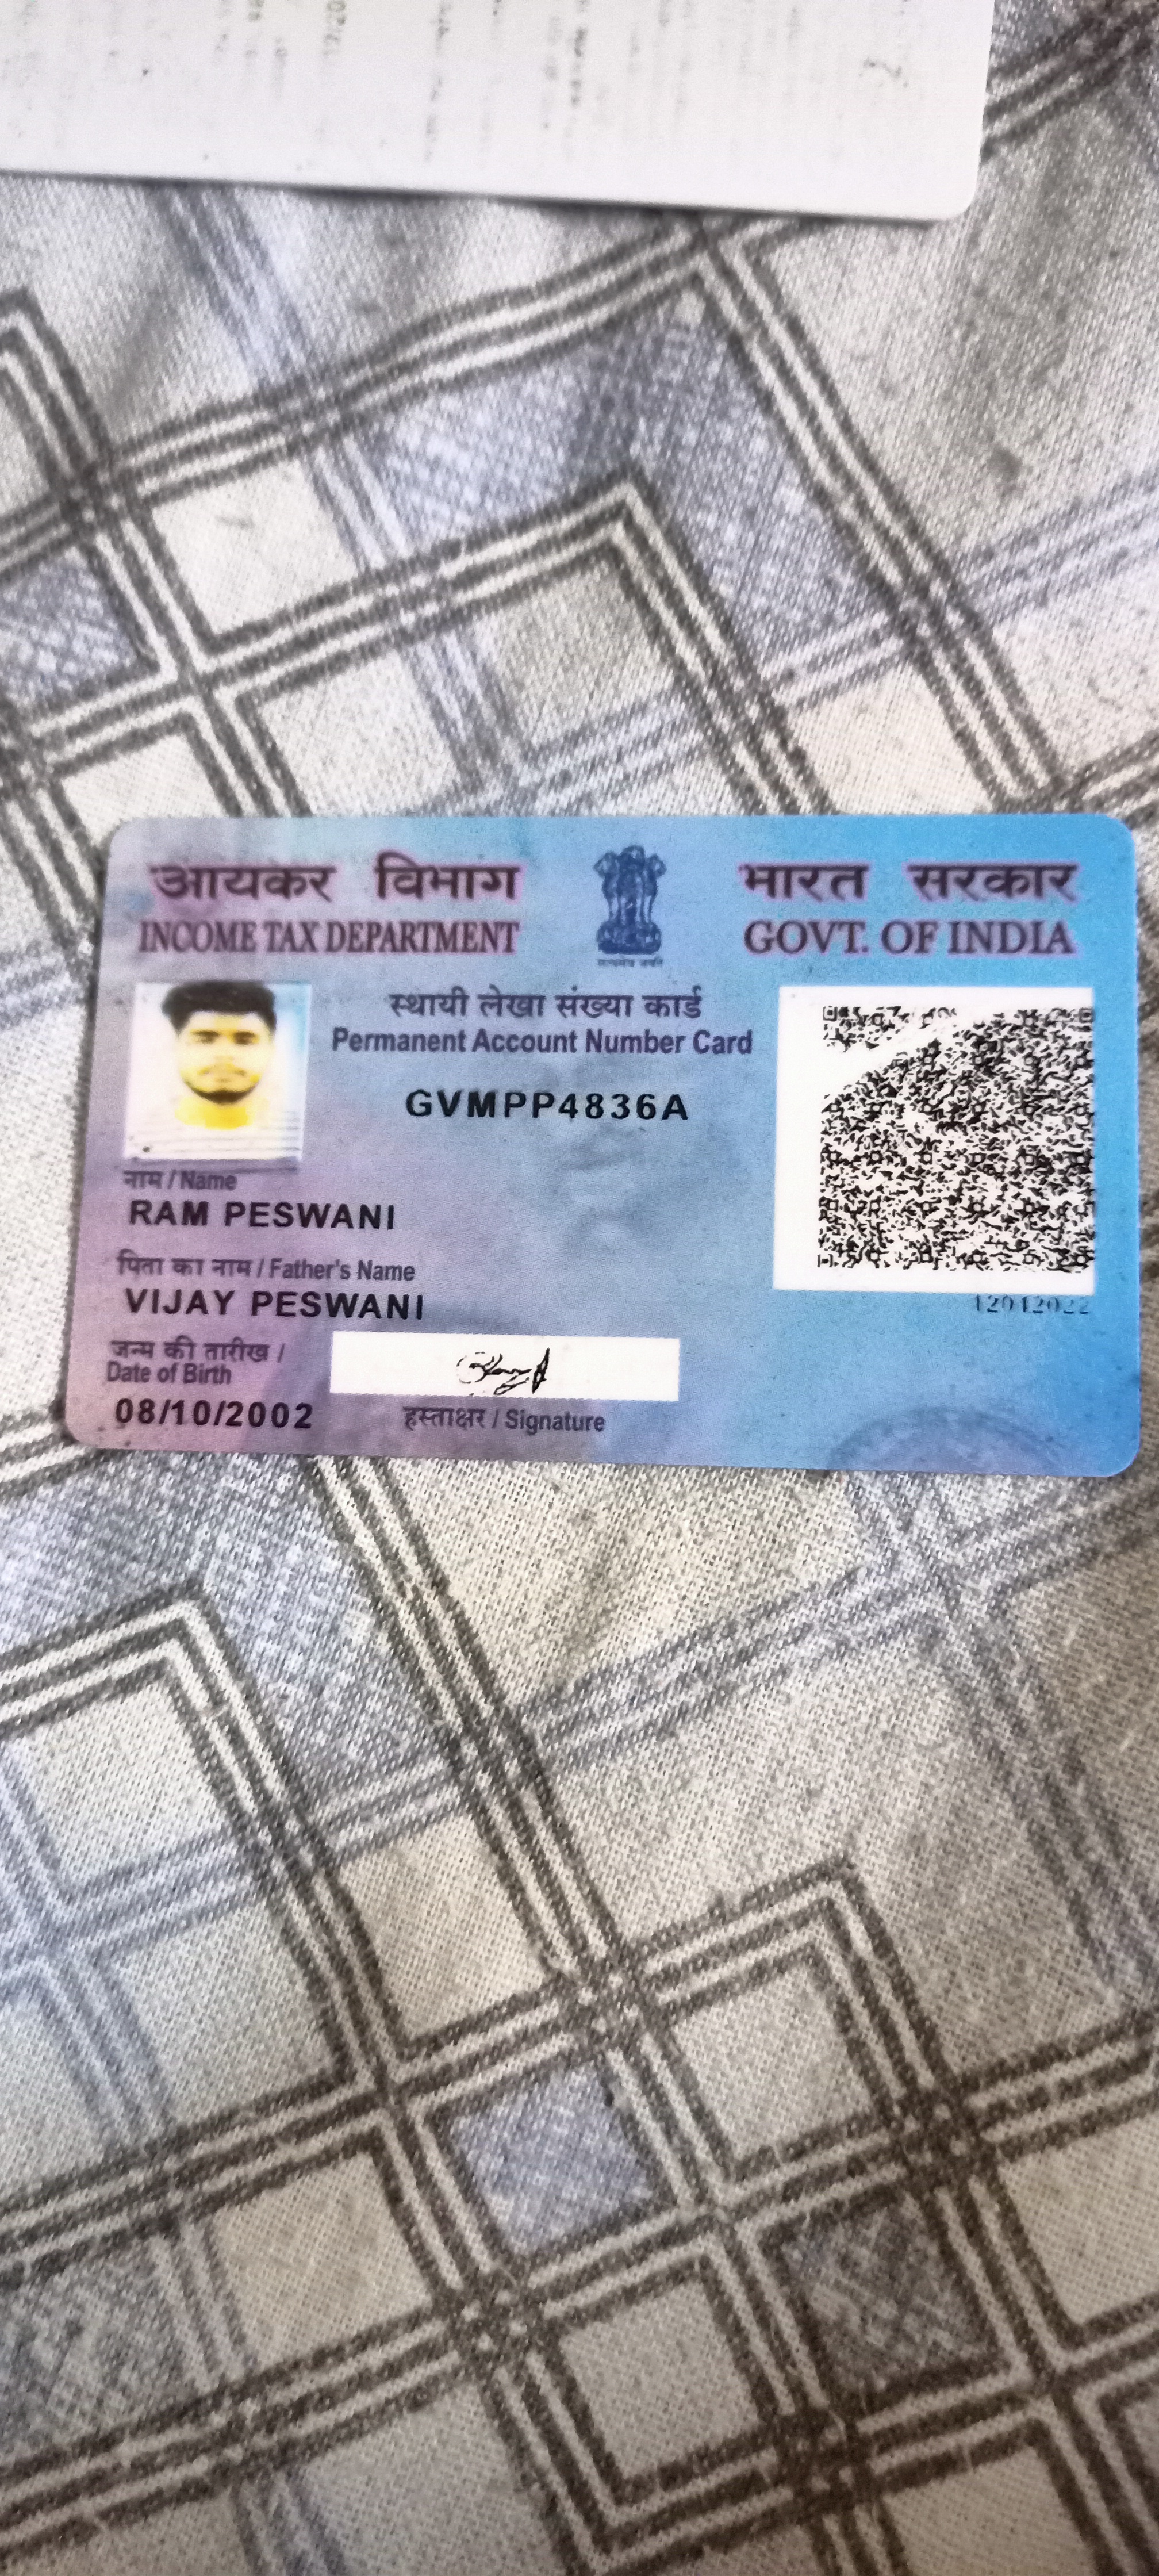 आयकर विभाग
INCOME TAX DEPARTMENT
सत्यमेव जयते
भारत सरकार
GOVT. OF INDIA
स्थायी लेखा संख्या कार्ड
Permanent Account Number Card
GVMPP4836A
नाम / Name
RAM PESWANI
पिता का नाम / Father's Name
VIJAY PESWANI
जन्म की तारीख /
Date of Birth
08/10/2002
हस्ताक्षर / Signature
12012022